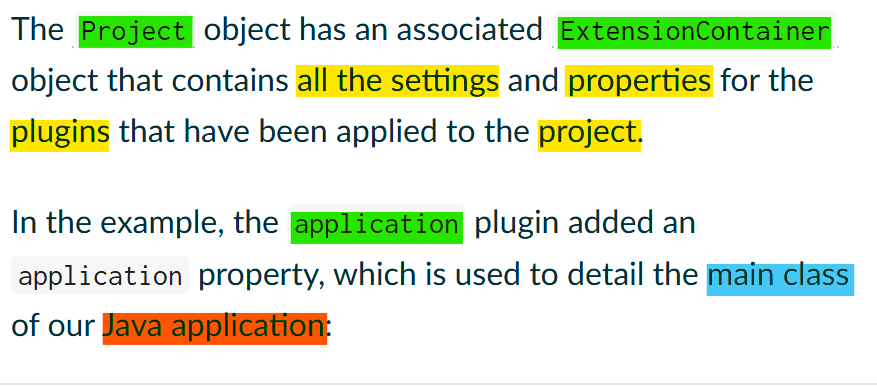 The Project object has an associated ExtensionContainer
object that contains all the settings and properties for the
plugins that have been applied to the project.
In the example, the application plugin added an
application property, which is used to detail the main class
of our Java application: